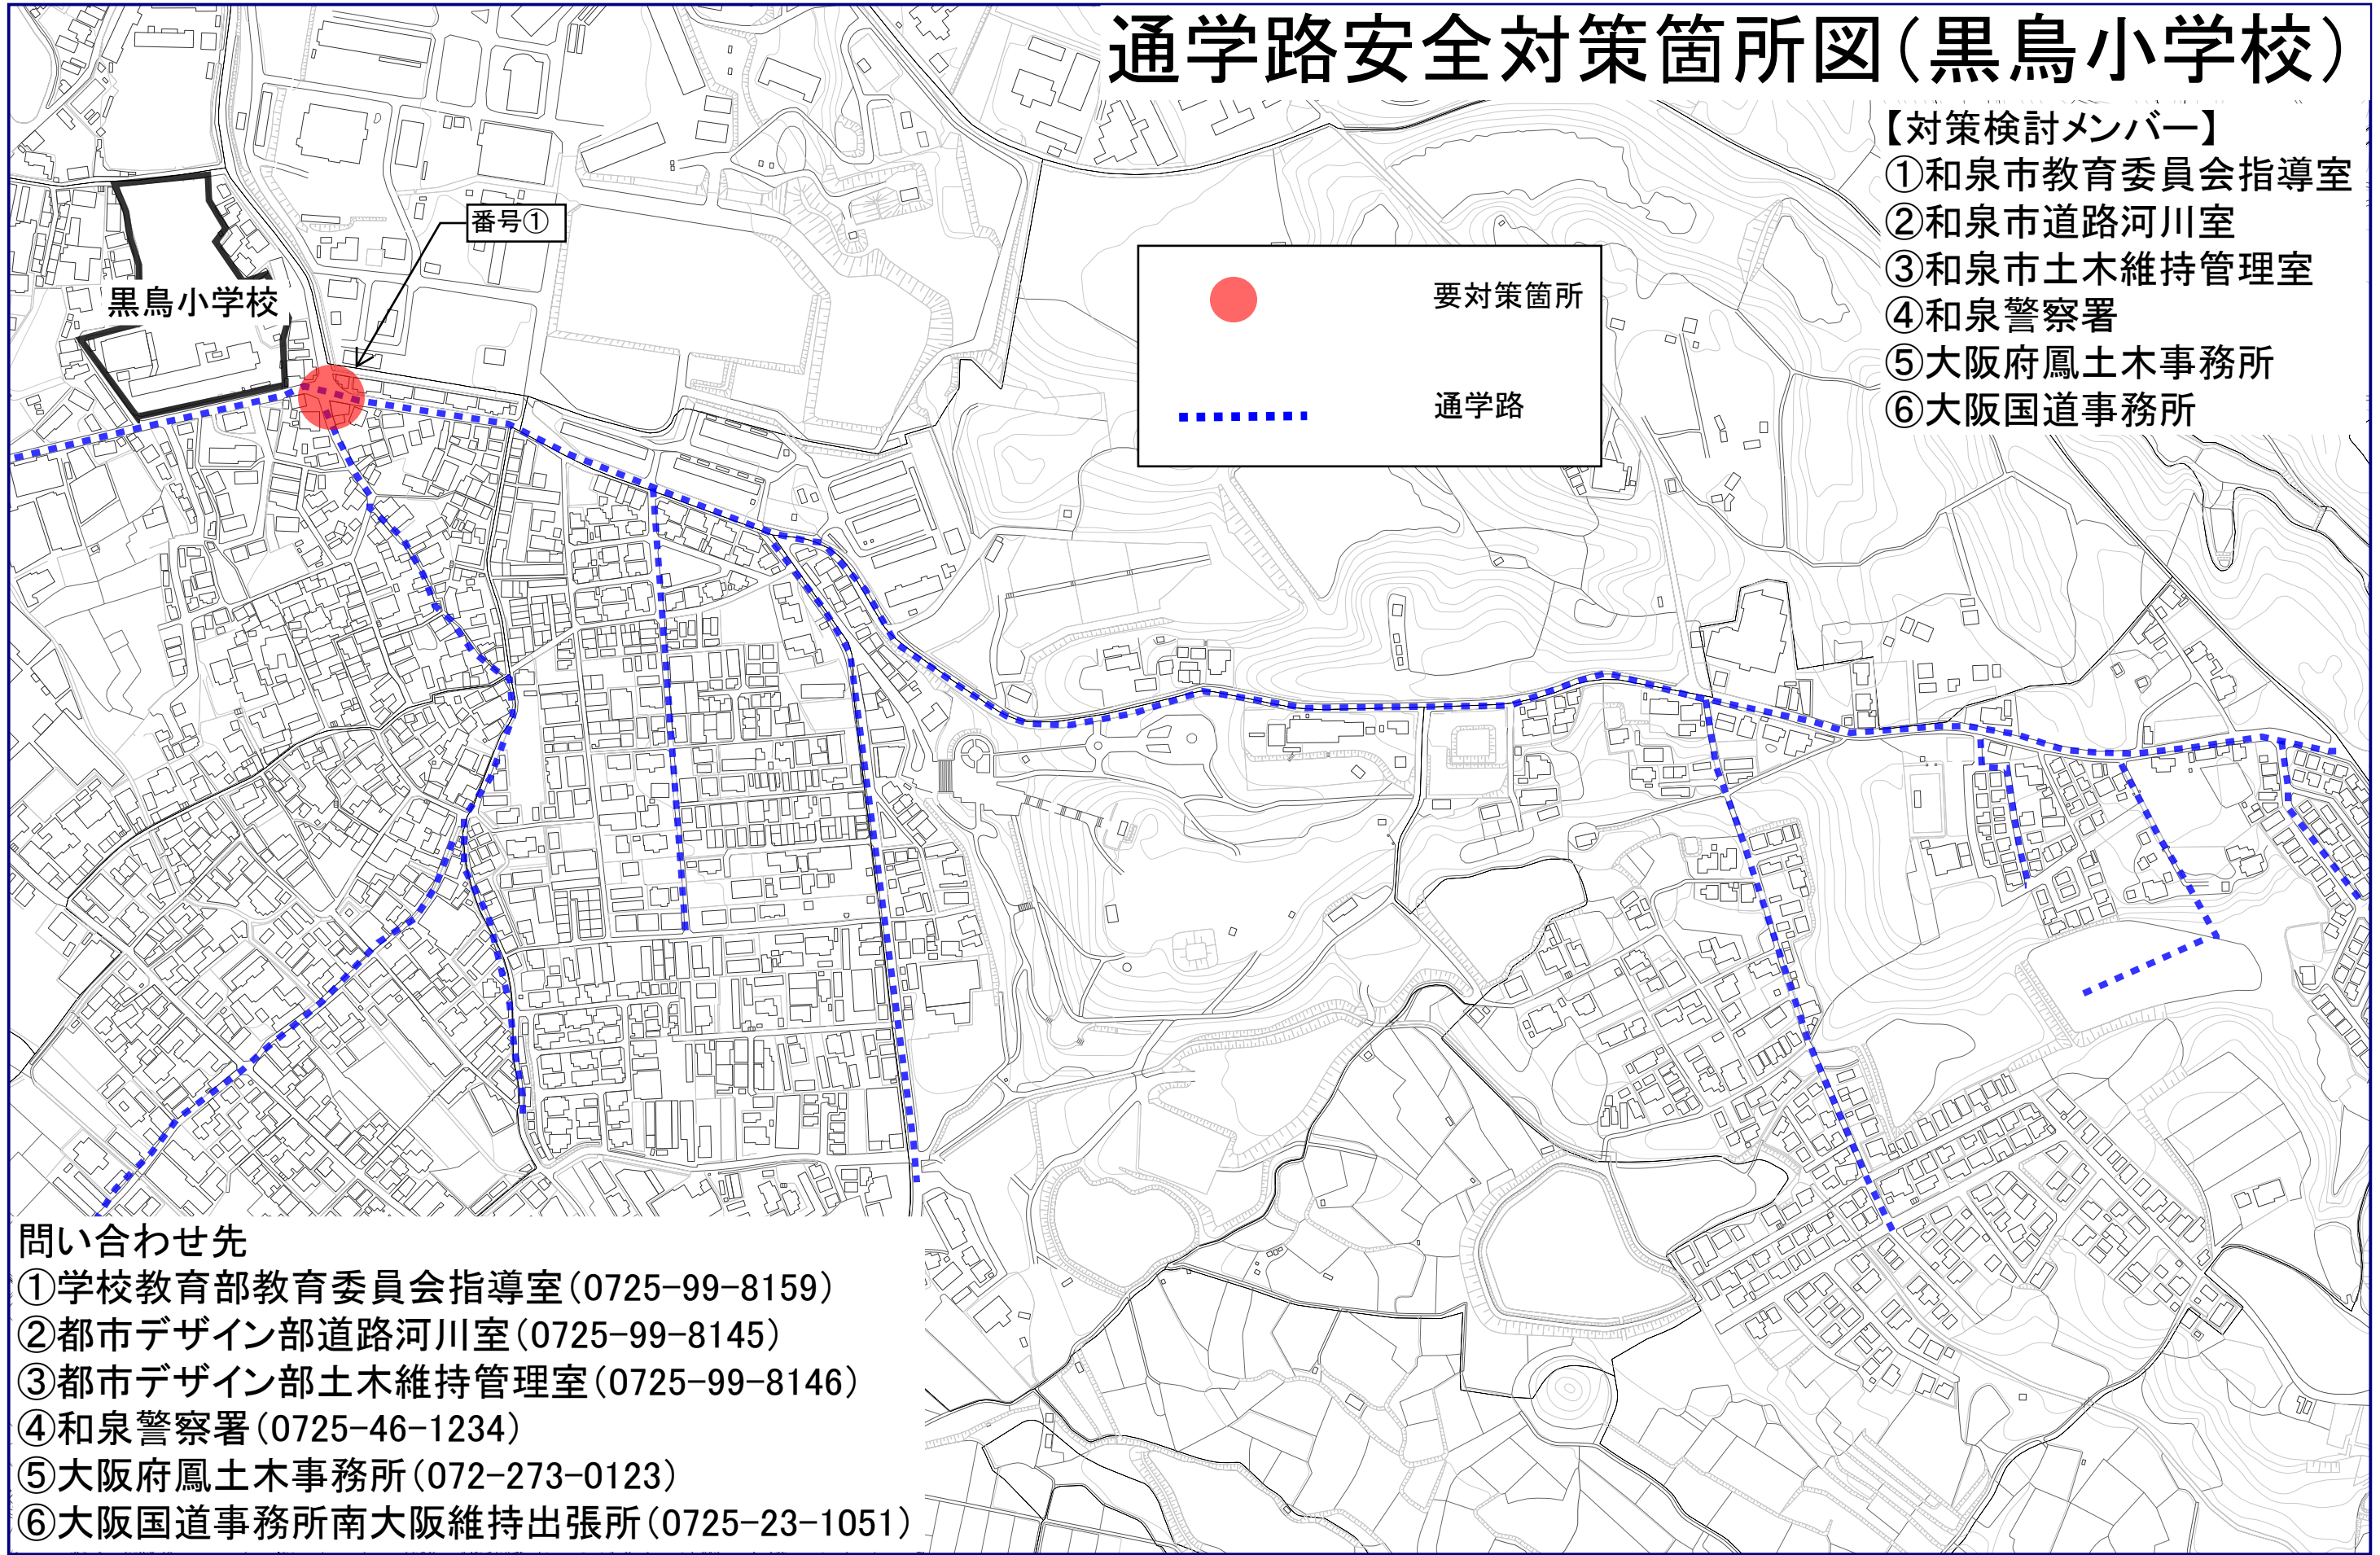 通学路安全対策箇所図(黒鳥小学校)
【対策検討メンバー】
①和泉市教育委員会指導室
②和泉市道路河川室
③和泉市土木維持管理室
④和泉警察署
⑤大阪府鳳土木事務所
⑥大阪国道事務所
番号①
黒鳥小学校
要対策箇所
通学路
問い合わせ先
①学校教育部教育委員会指導室(0725-99-8159)
②都市デザイン部道路河川室(0725-99-8145)
③都市デザイン部土木維持管理室(0725-99-8146)
④和泉警察署(0725-46-1234)
⑤大阪府鳳土木事務所(072-273-0123)
⑥大阪国道事務所南大阪維持出張所(0725-23-1051)